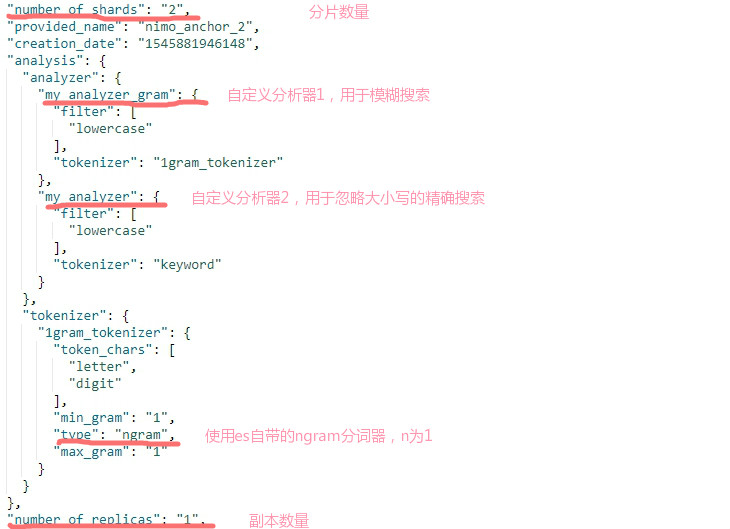 "number_of_shards": "2", 分片数量
"provided_name": "nimo_anchor_2",
"creation_date": "1545881946148",
"analysis": {
"analyzer": {
"my_analyzer_gram": { 自定义分析器1，用于模糊搜索
"filter": [
"lowercase"
],
"tokenizer": "1gram_tokenizer"
},
"my_analyzer": { 自定义分析器2，用于忽略大小写的精确搜索
"filter": [
"lowercase"
],
"tokenizer": "keyword"
}
},
"tokenizer": {
"1gram_tokenizer": {
"token_chars": [
"letter",
"digit"
],
"min_gram": "1",
"type": "ngram", 使用es自带的ngram分词器，n为1
"max_gram": "1"
}
}
},
"number_of_replicas": "1", 副本数量